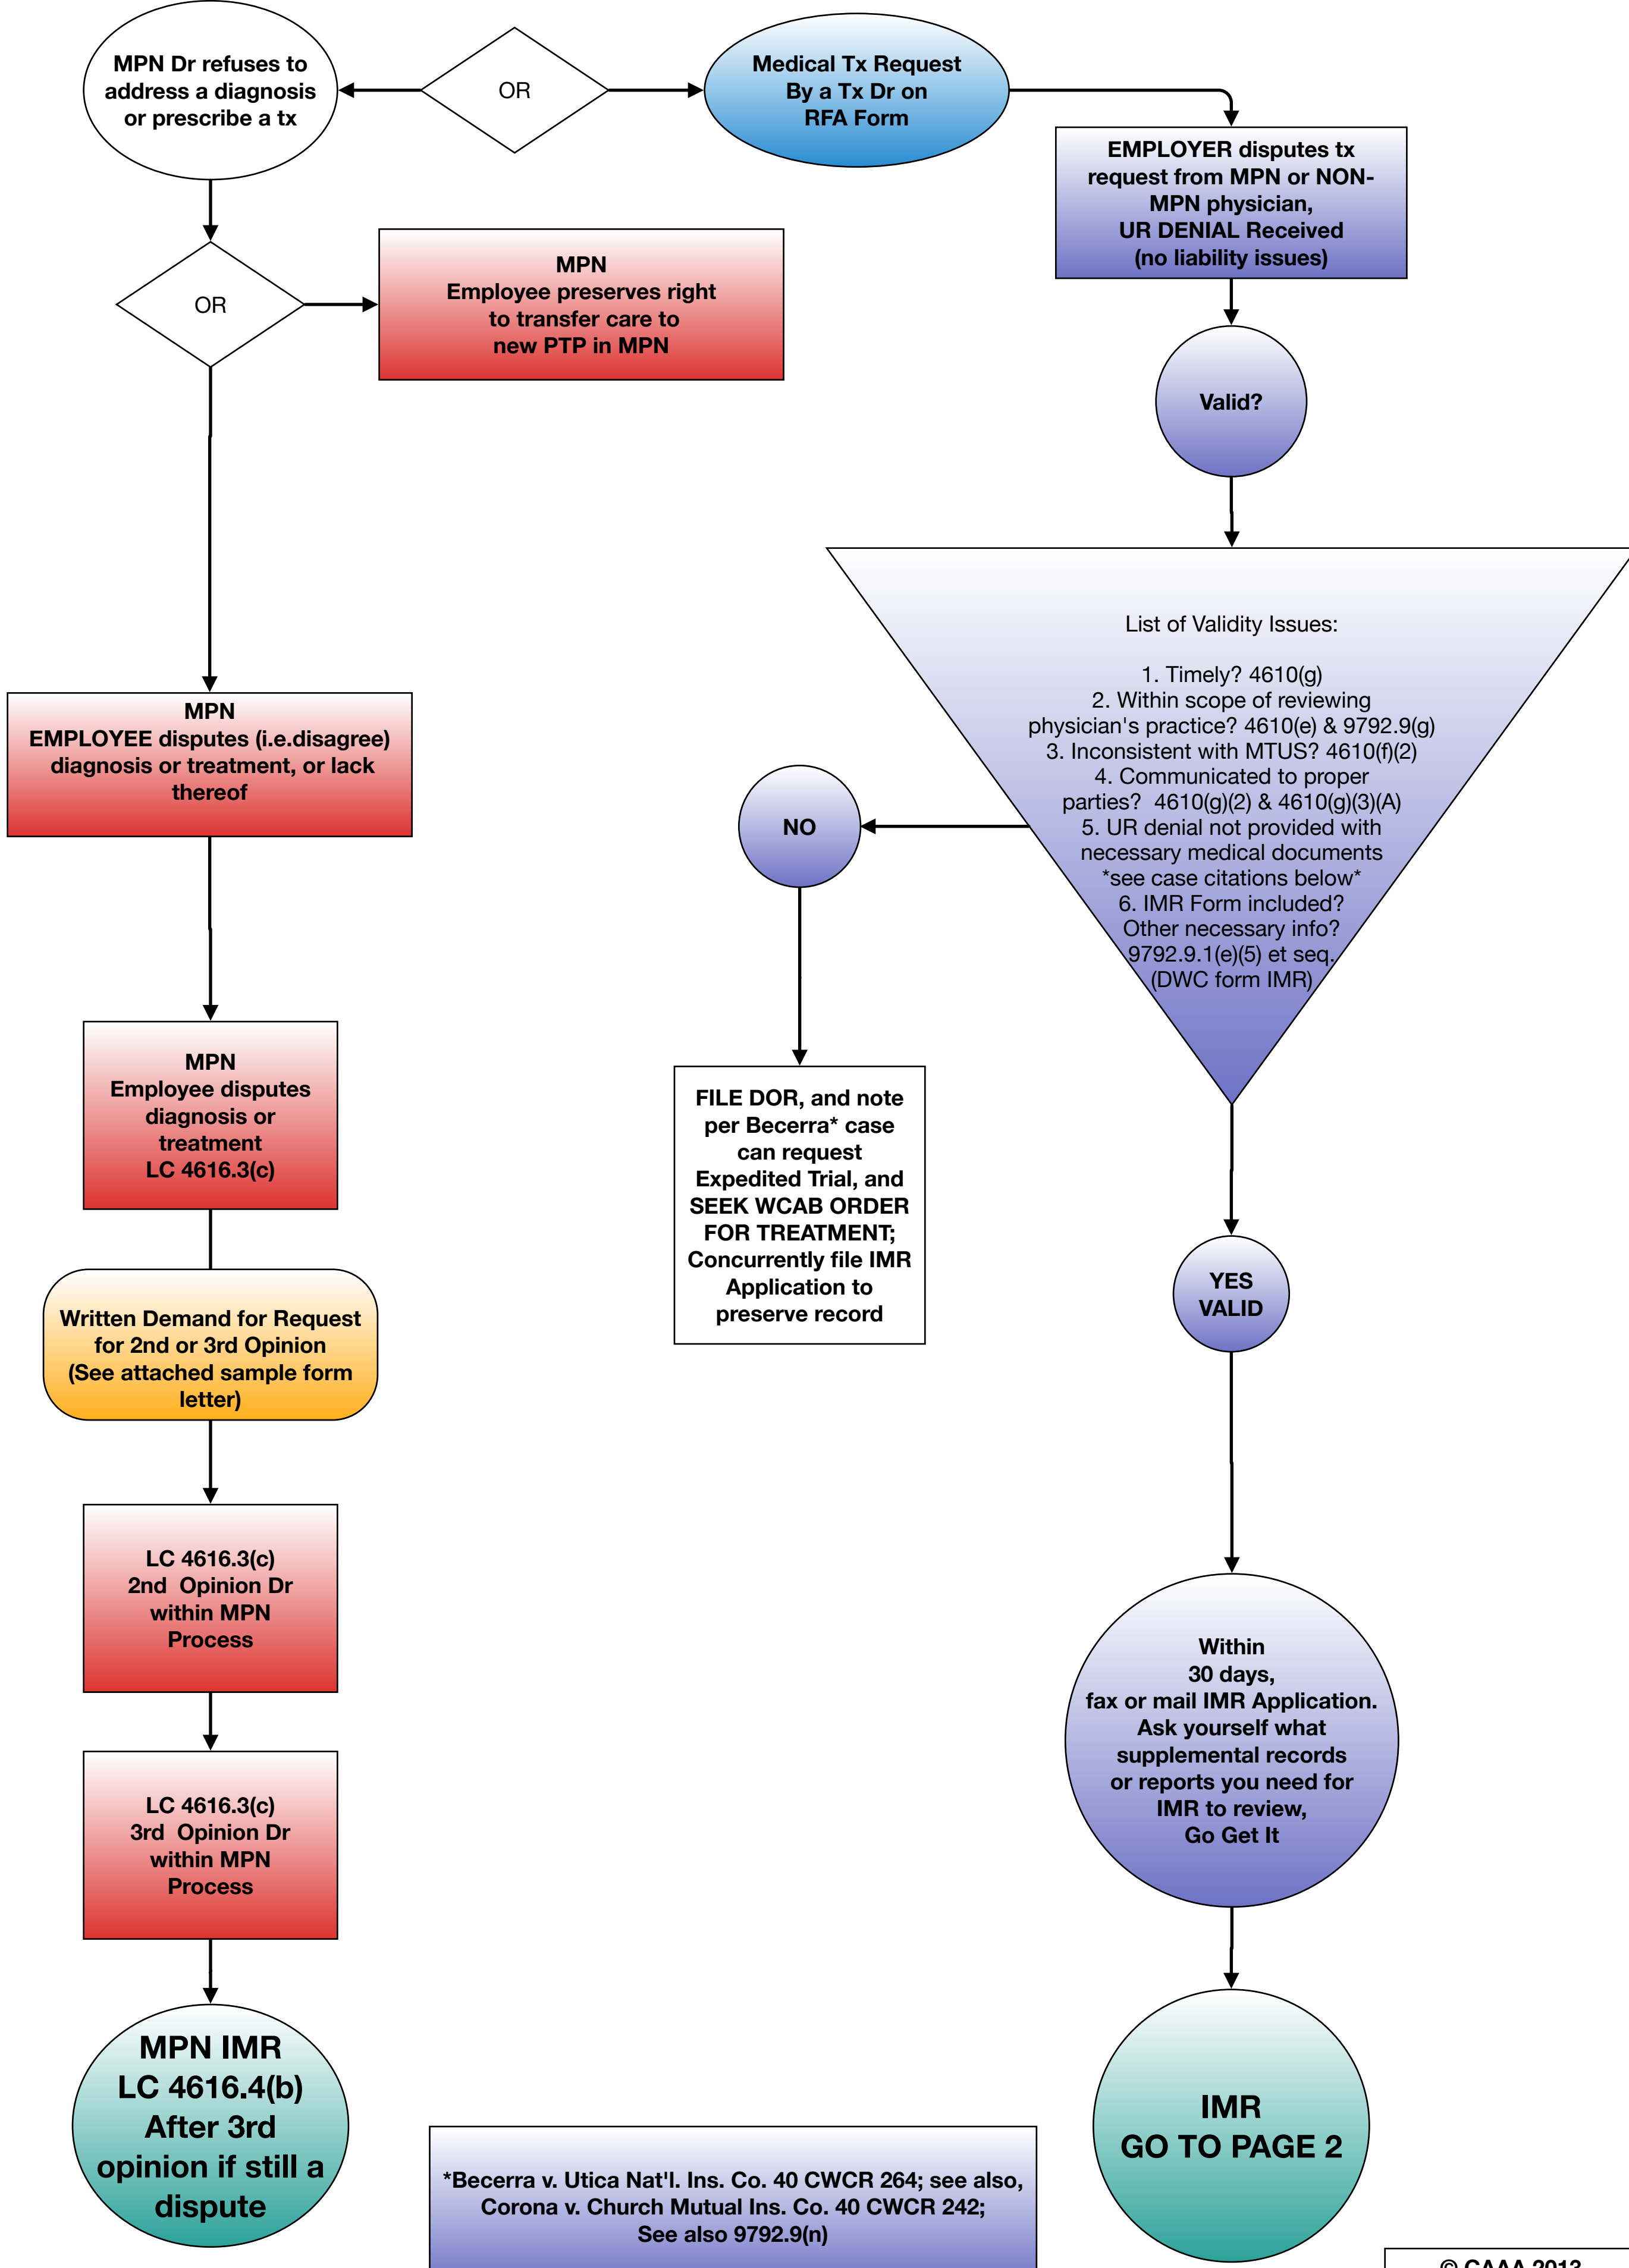 MPN Dr refuses to
address a diagnosis
or prescribe a tx
OR
Medical Tx Request
By a Tx Dr on
RFA Form
EMPLOYER disputes tx
request from MPN or NON-
MPN physician,
UR DENIAL Received
(no liability issues)
OR
MPN
Employee preserves right
to transfer care to
new PTP in MPN
Valid?
List of Validity Issues:
1. Timely? 4610(g)
2. Within scope of reviewing
physician's practice? 4610(e) & 9792.9(g)
3. Inconsistent with MTUS? 4610(f)(2)
4. Communicated to proper
parties? 4610(g)(2) & 4610(g)(3)(A)
5. UR denial not provided with
necessary medical documents
*see case citations below*
6. IMR Form included?
Other necessary info?
9792.9.1(e)(5) et seq.
(DWC form IMR)
MPN
EMPLOYEE disputes (i.e.disagree)
diagnosis or treatment, or lack
thereof
NO
MPN
Employee disputes
diagnosis or
treatment
LC 4616.3(c)
FILE DOR, and note
per Becerra* case
can request
Expedited Trial, and
SEEK WCAB ORDER
FOR TREATMENT;
Concurrently file IMR
Application to
preserve record
YES
VALID
Written Demand for Request
for 2nd or 3rd Opinion
(See attached sample form
letter)
LC 4616.3(c)
2nd Opinion Dr
within MPN
Process
Within
30 days,
fax or mail IMR Application.
Ask yourself what
supplemental records
or reports you need for
IMR to review,
Go Get It
LC 4616.3(c)
3rd Opinion Dr
within MPN
Process
MPN IMR
LC 4616.4(b)
After 3rd
opinion if still a
dispute
IMR
GO TO PAGE 2
*Becerra v. Utica Nat'l. Ins. Co. 40 CWCR 264; see also,
Corona v. Church Mutual Ins. Co. 40 CWCR 242;
See also 9792.9(n)
© CAAA 2013